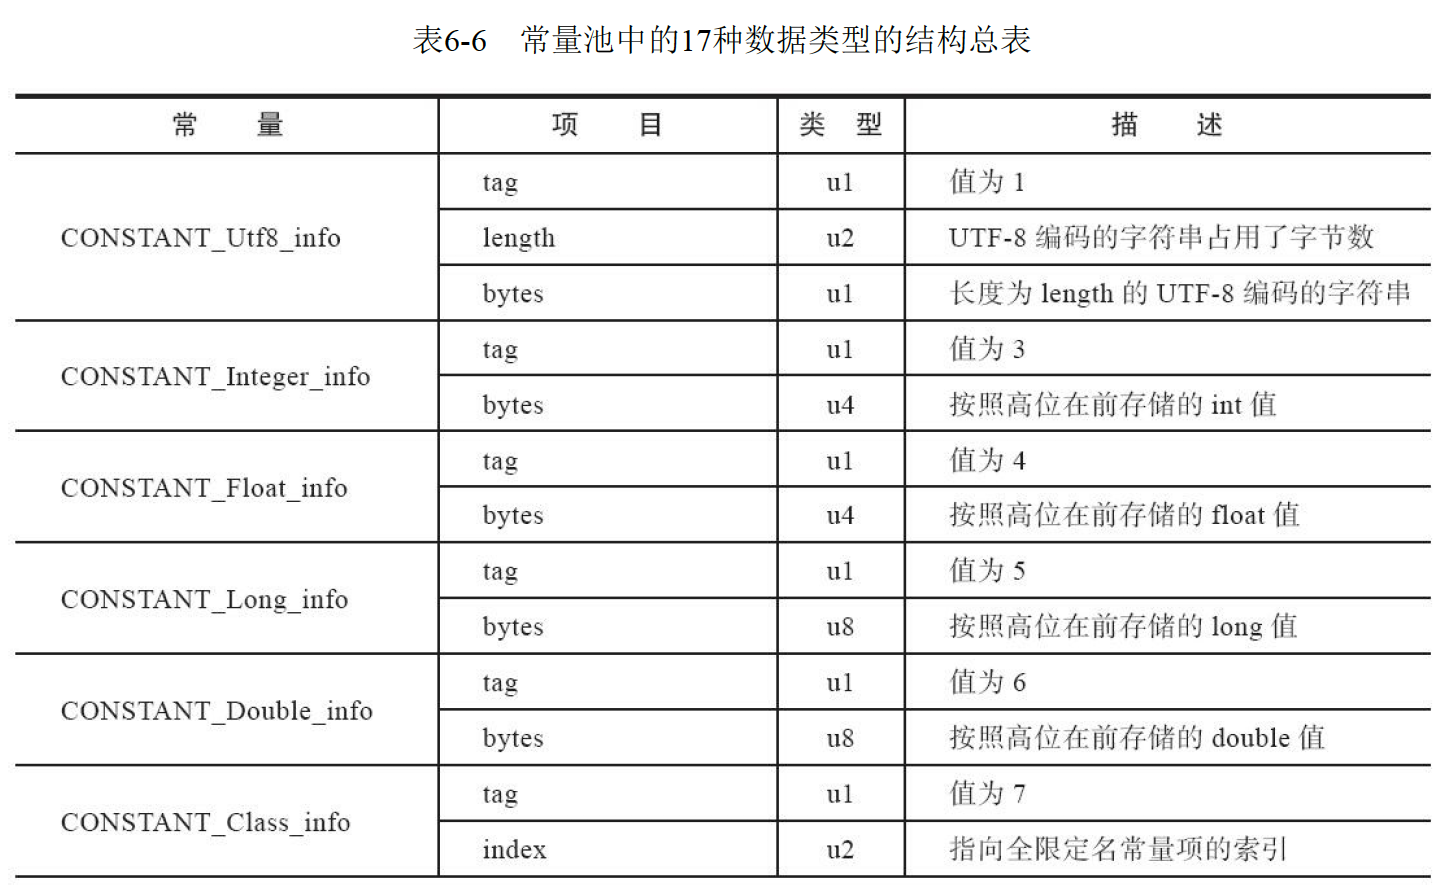 表6-6 常量池中的17种数据类型的结构总表
常 量 项 目 类 型 描 述
CONSTANT_Utf8_info tag u1 值为 1
length u2 UTF-8 编码的字符串占用了字节数
bytes u1 长度为 length 的 UTF-8 编码的字符串
CONSTANT_Integer_info tag u1 值为 3
bytes u4 按照高位在前存储的 int 值
CONSTANT_Float_info tag u1 值为 4
bytes u4 按照高位在前存储的 float 值
CONSTANT_Long_info tag u1 值为 5
bytes u8 按照高位在前存储的 long 值
CONSTANT_Double_info tag u1 值为 6
bytes u8 按照高位在前存储的 double 值
CONSTANT_Class_info tag u1 值为 7
index u2 指向全限定名常量项的索引